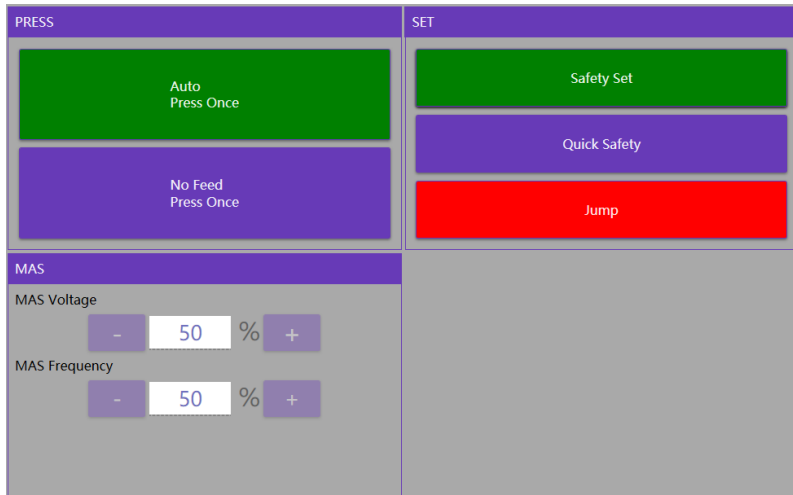 PRESS
Auto
Press Once
No Feed
Press Once
SET
Safety Set
Quick Safety
Jump
MAS
MAS Voltage
- 50 % +
MAS Frequency
- 50 % +